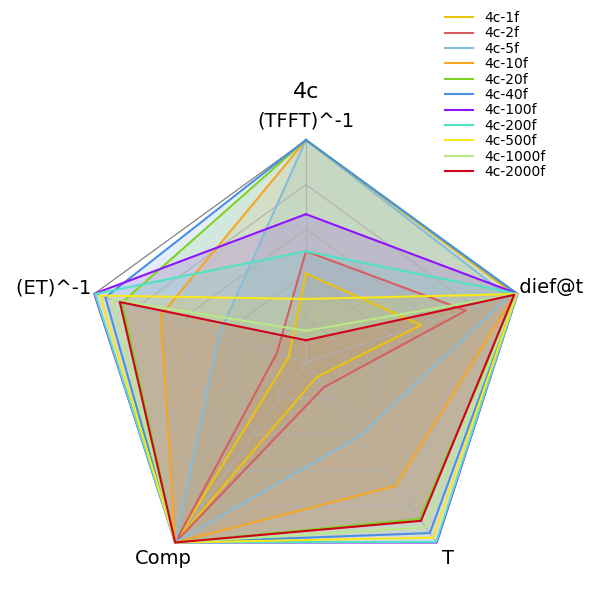 4c-1f
4c-2f
4c-5f
4c-10f
4c-20f
4c-40f
4c-100f
4c-200f
4c-500f
4c-1000f
4c-2000f
4c
(TFFT)^-1
(ET)^-1
dief@t
Comp
T